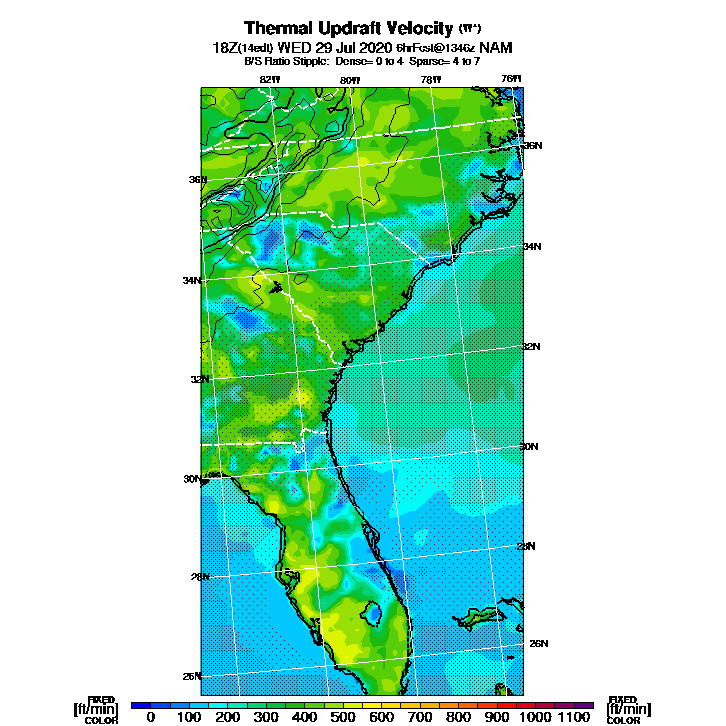 Thermal Updraft Velocity (W*)
18Z(14edt) WED 29 Jul 2020 6hrFcst@1346z NAM
B/S Ratio Stipple: Dense= 0 to 4 Sparse= 4 to 7
82W 80W 78W 76W
36N 36N
34N 34N
32N 32N
30N 30N
28N 28N
26N 26N
FIXED FIXED
[ft/min] [ft/min]
COLOR COLOR
0 100 200 300 400 500 600 700 800 900 1000 1100